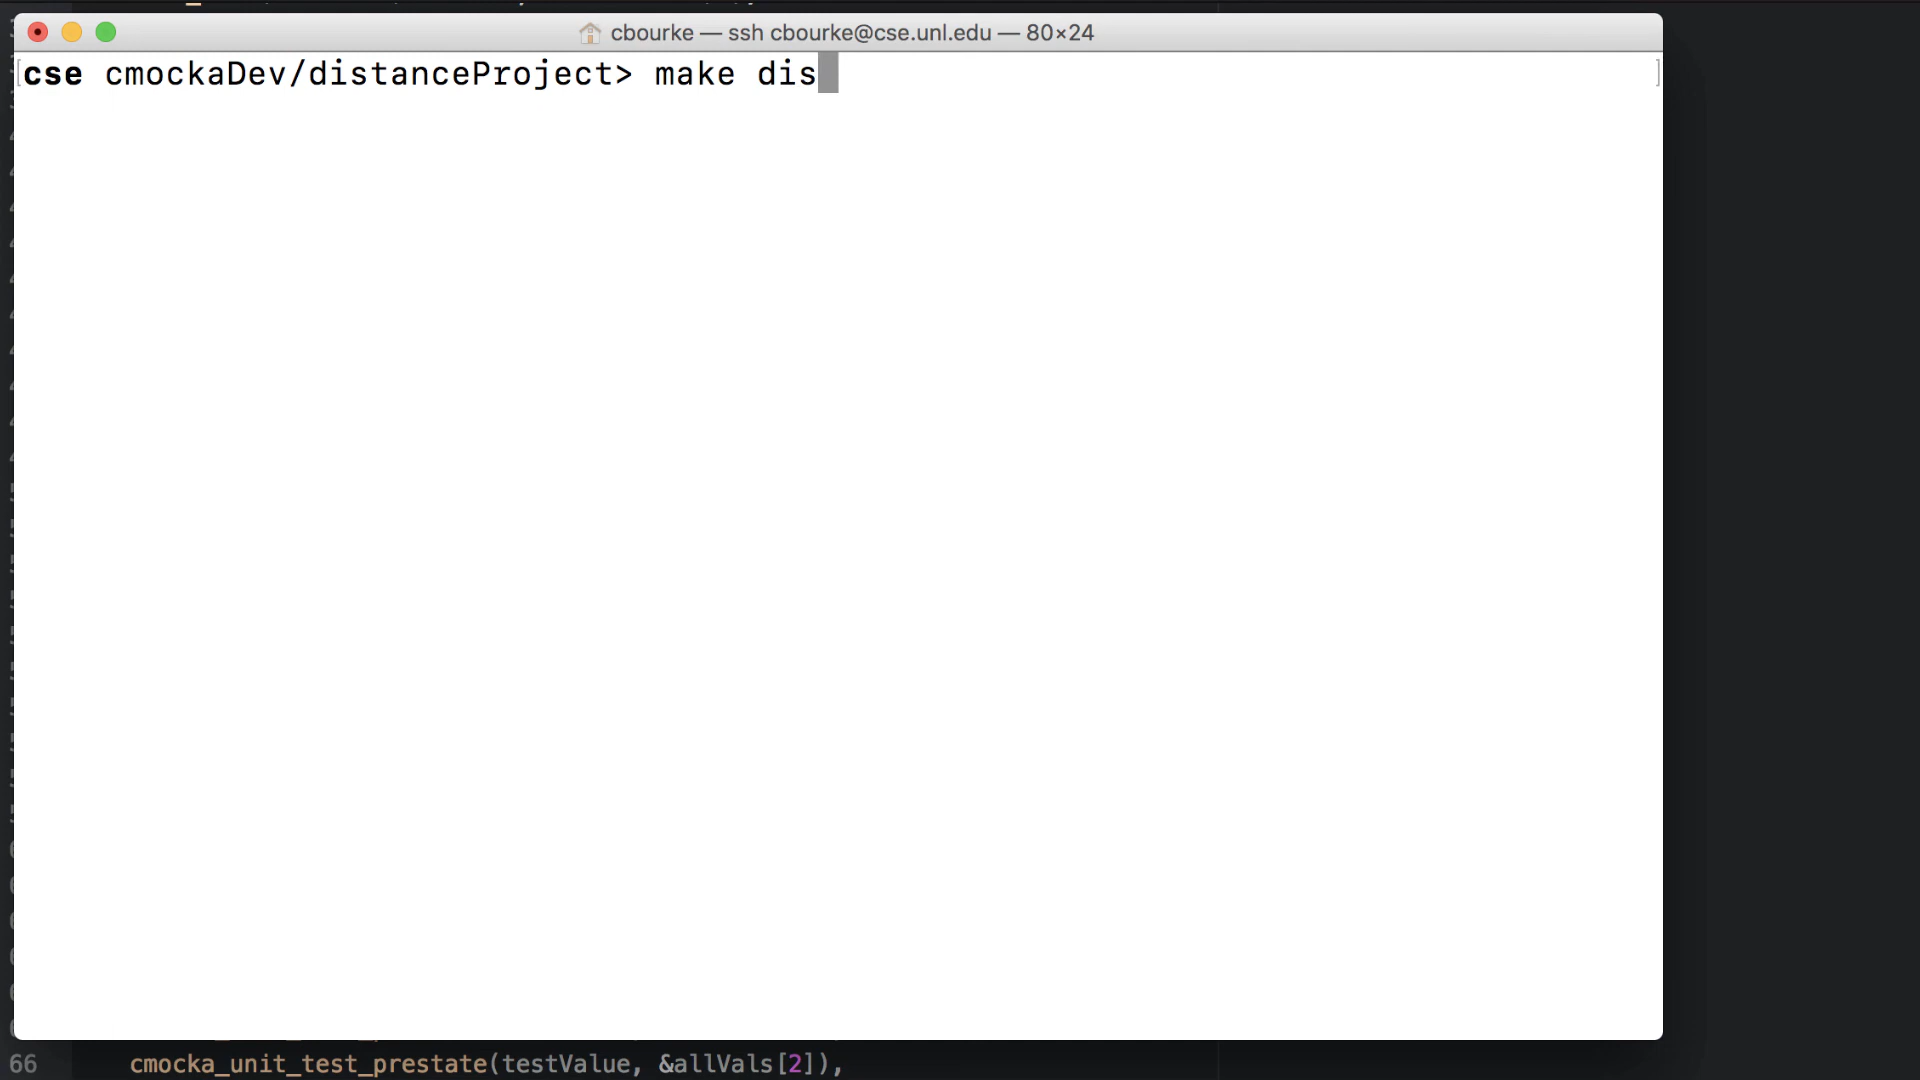 cbourke — ssh cbourke@cse.unl.edu — 80×24
cse cmockaDev/distanceProject> make dis
66 cmocka_unit_test_prestate(testValue, &allVals[2]),